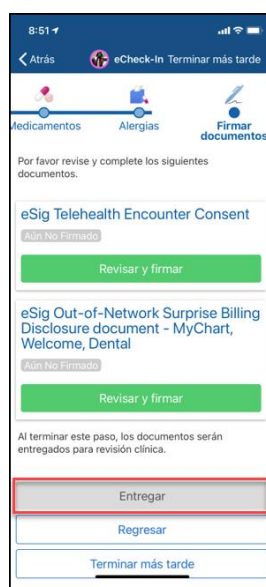 8:51
Atrás
eCheck-In Terminar más tarde
Medicamentos
Alergias
Firmar
documentos
Por favor revise y complete los siguientes
documentos.
eSig Telehealth Encounter Consent
Aún No Firmado
Revisar y firmar
eSig Out-of-Network Surprise Billing
Disclosure document - MyChart,
Welcome, Dental
Aún No Firmado
Revisar y firmar
Al terminar este paso, los documentos serán
entregados para revisión clínica.
Entregar
Regresar
Terminar más tarde